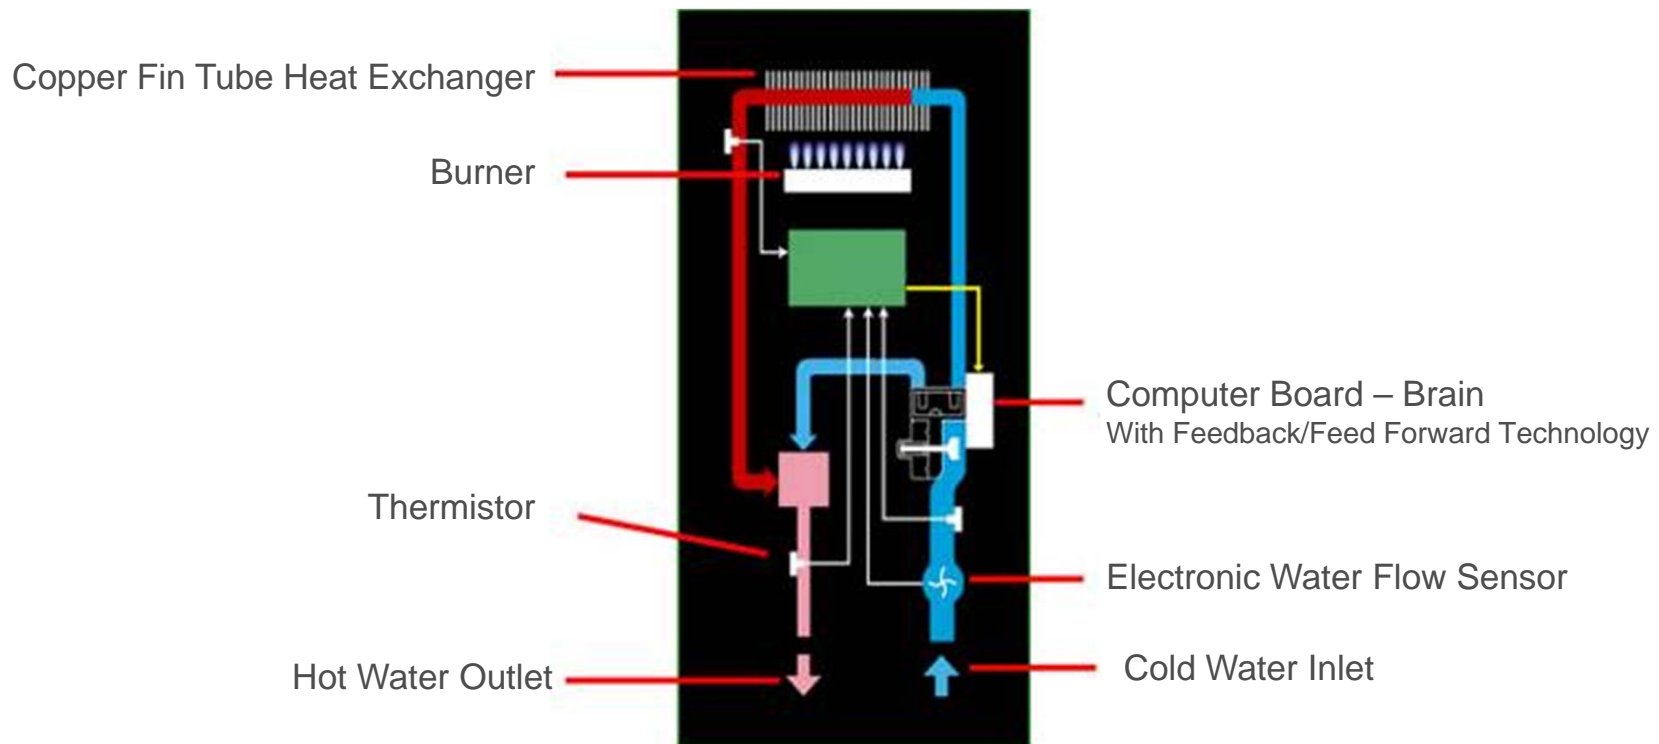 Copper Fin Tube Heat Exchanger
Burner
Computer Board – Brain
With Feedback/Feed Forward Technology
Thermistor
Electronic Water Flow Sensor
Hot Water Outlet
Cold Water Inlet